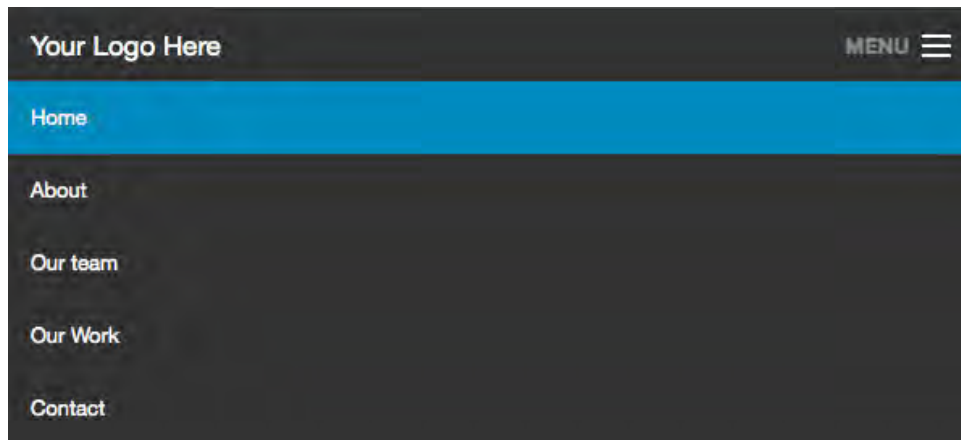 Your Logo Here
MENU
Home
About
Our team
Our Work
Contact